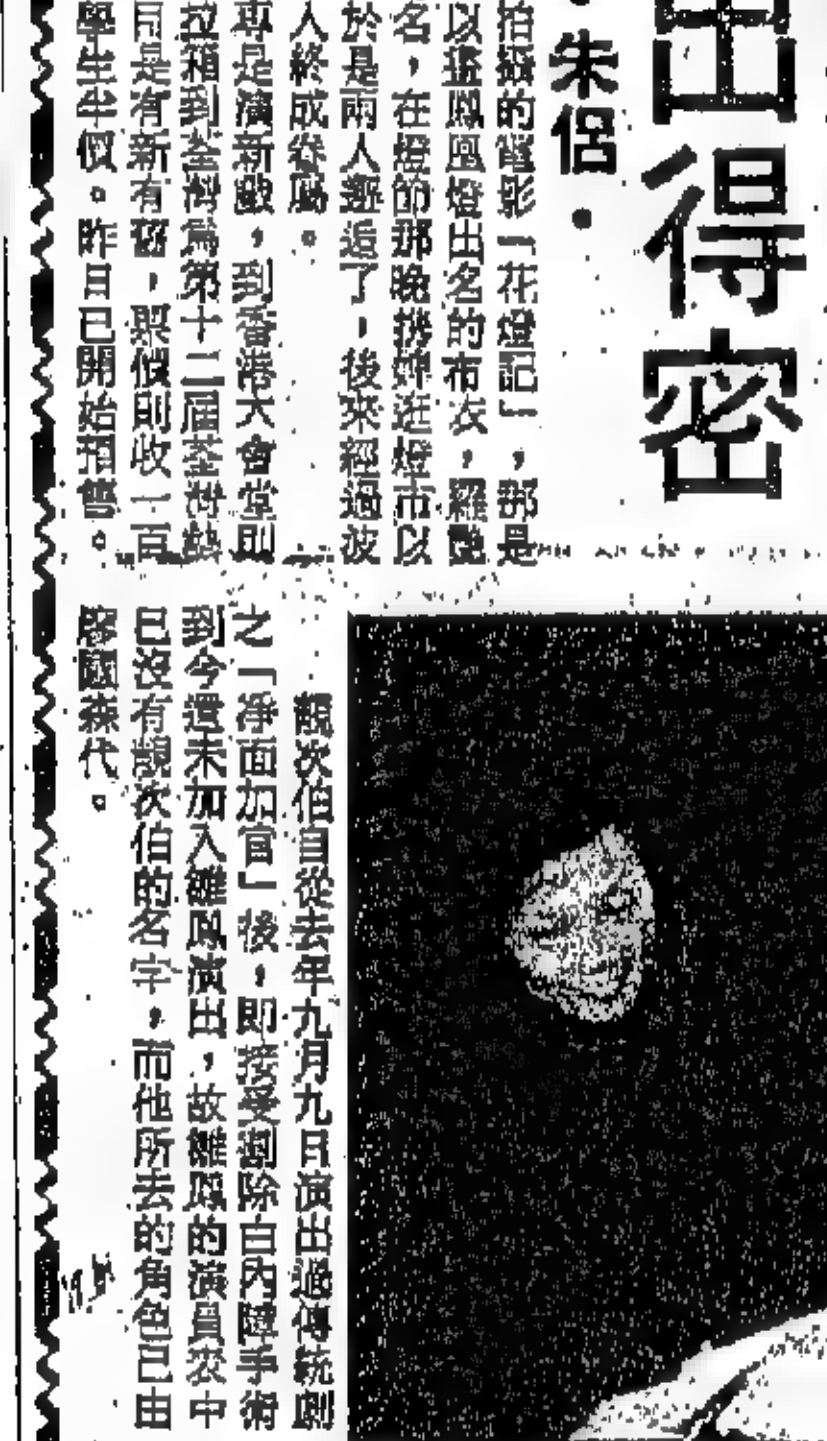 出得密
•朱侶•
拍攝的電影「花燈記」,那是
以紮鳳凰燈出名的布衣,羅艷
名,在燈節那晚携婢逛燈市以
於是兩人邂逅了,後來經過波
人終成眷屬。
專是演新戲,到香港大會堂則
拉箱到荃灣為第十二屆荃灣藝
目是有新有舊,票價則收一百
學生半價。昨日已開始預售。
靚次伯自從去年九月九日演出過傳統劇
之「凈面加官」後,即接受割除白內障手術
到今還未加入雛鳳演出,故雛鳳的演員表中
已沒有靚次伯的名字,而他所去的角色已由
廖國森代。